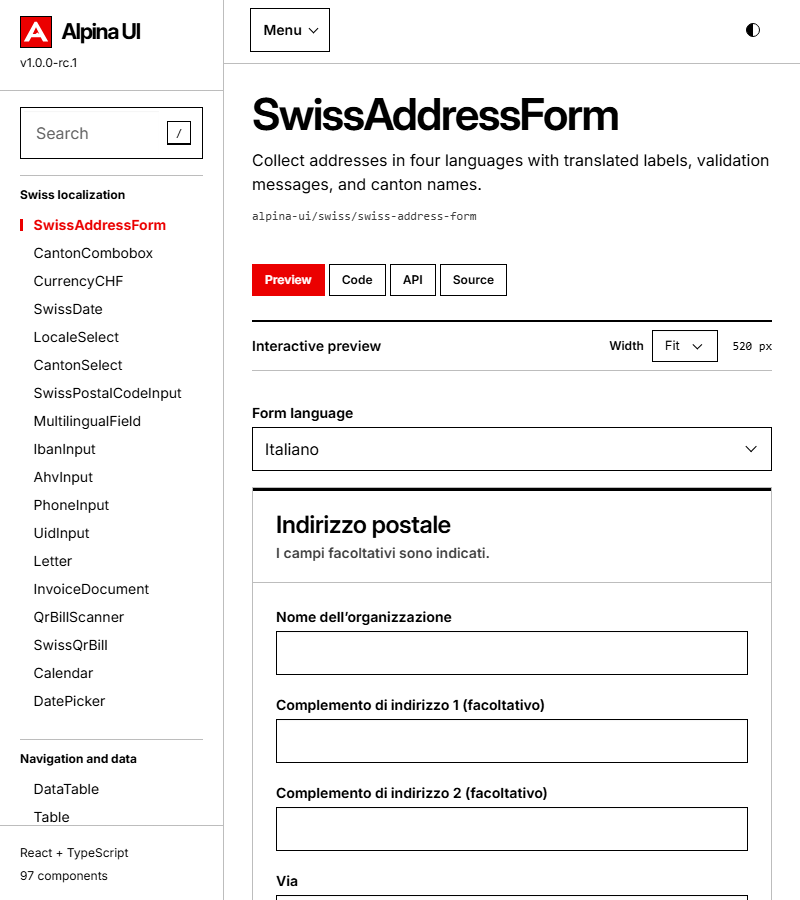 Alpina UI
v1.0.0-rc.1
Search
/
Swiss localization
SwissAddressForm
CantonCombobox
CurrencyCHF
SwissDate
LocaleSelect
CantonSelect
SwissPostalCodeInput
MultilingualField
IbanInput
AhvInput
PhoneInput
UidInput
Letter
InvoiceDocument
QrBillScanner
SwissQrBill
Calendar
DatePicker
Navigation and data
DataTable
Table
React + TypeScript
97 components
Menu
SwissAddressForm
Collect addresses in four languages with translated labels, validation
messages, and canton names.
alpina-ui/swiss/swiss-address-form
Preview Code API Source
Interactive preview Width Fit 520 px
Form language
Italiano
Indirizzo postale
I campi facoltativi sono indicati.
Nome dell’organizzazione
Complemento di indirizzo 1 (facoltativo)
Complemento di indirizzo 2 (facoltativo)
Via